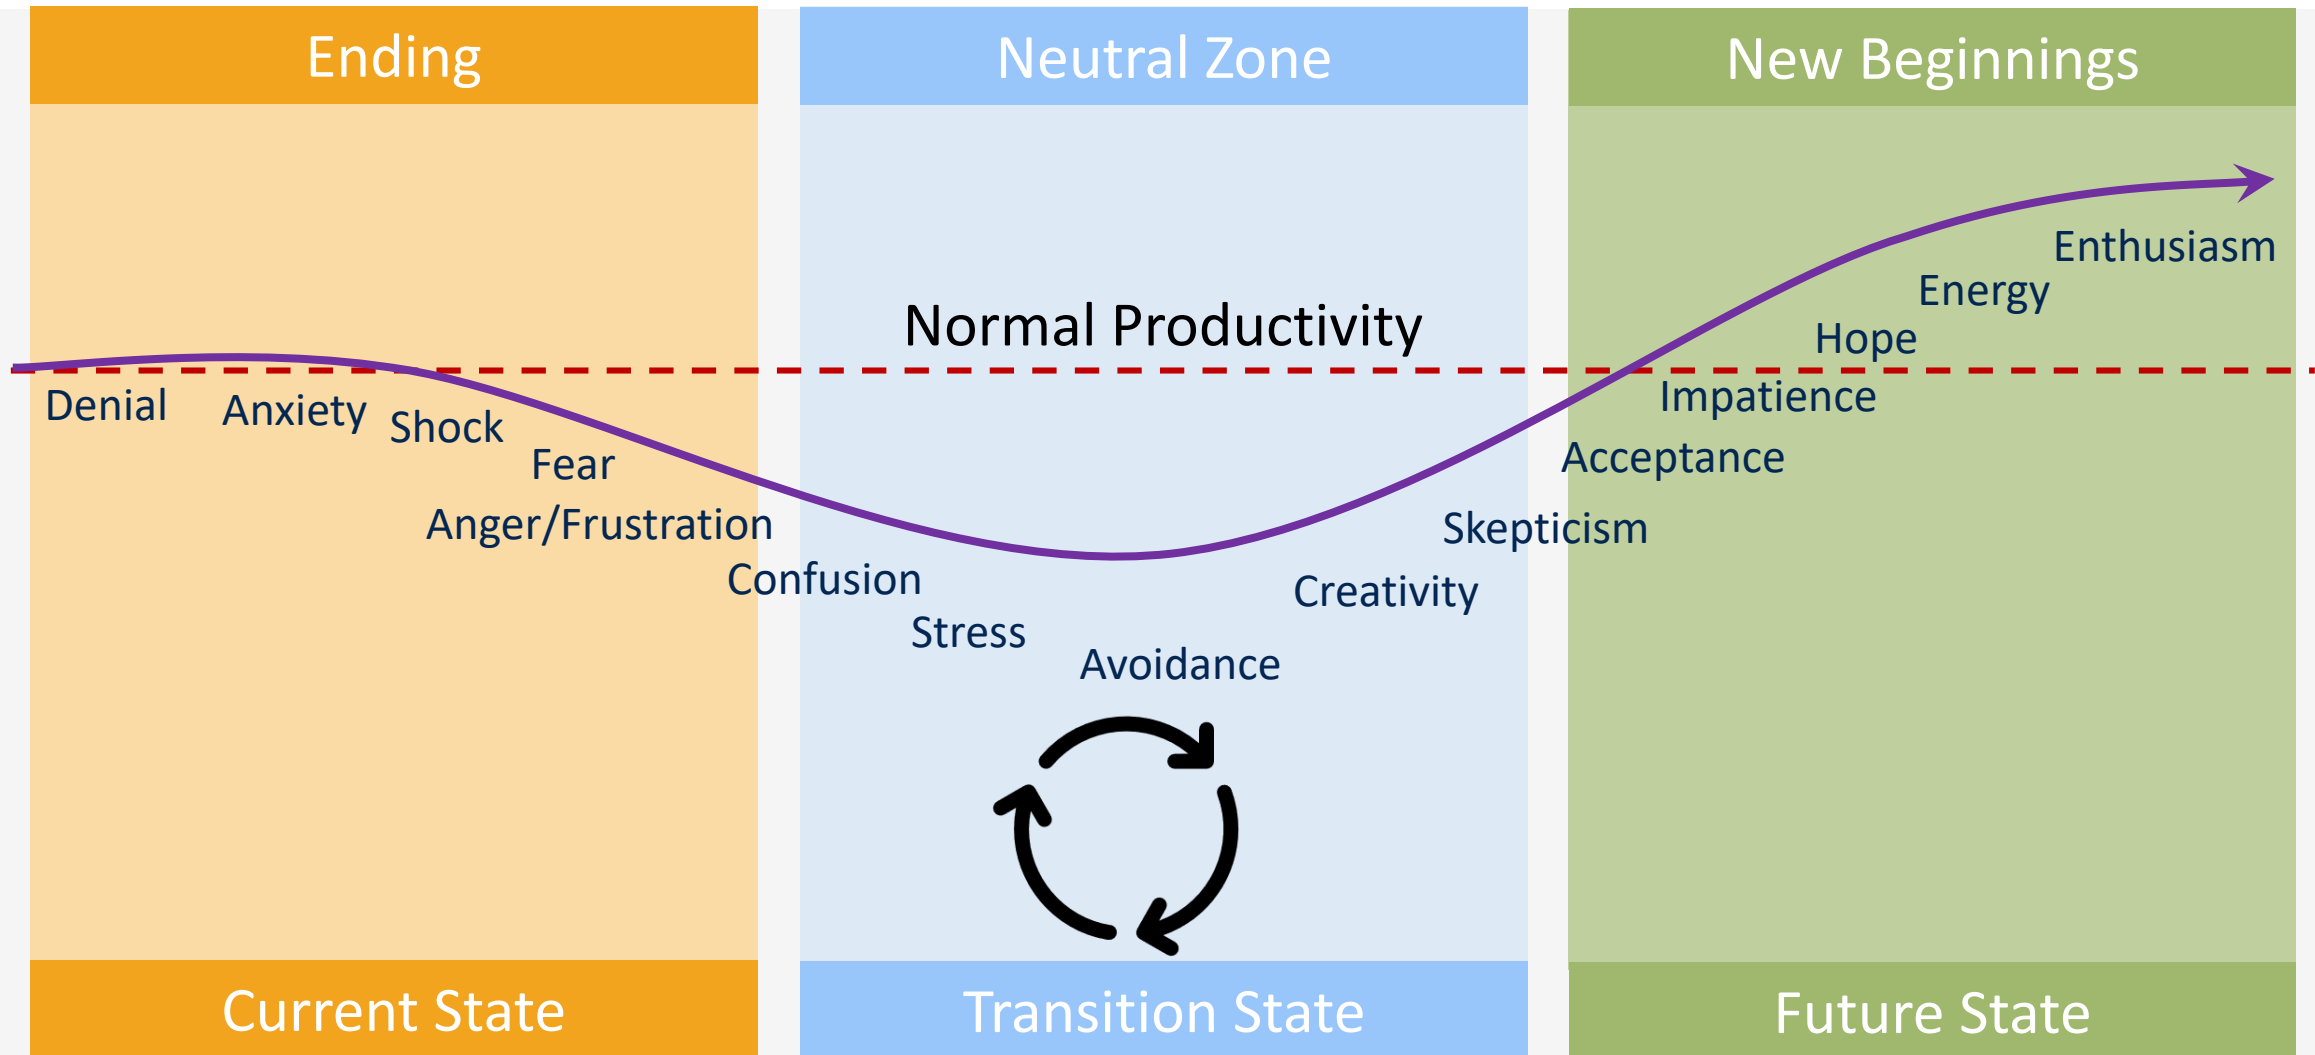 Ending
Neutral Zone
New Beginnings
Normal Productivity
Denial
Anxiety
Shock
Fear
Anger/Frustration
Confusion
Stress
Avoidance
Creativity
Skepticism
Acceptance
Impatience
Hope
Energy
Enthusiasm
Current State
Transition State
Future State